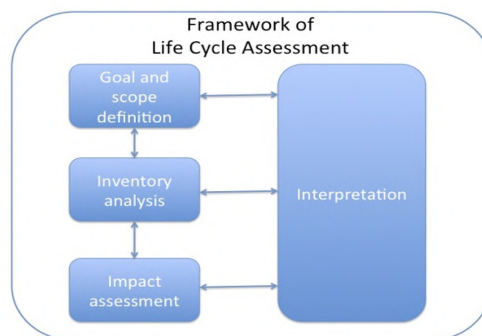 Framework of
Life Cycle Assessment
Goal and
scope
definition
Inventory
analysis
Interpretation
Impact
assessment